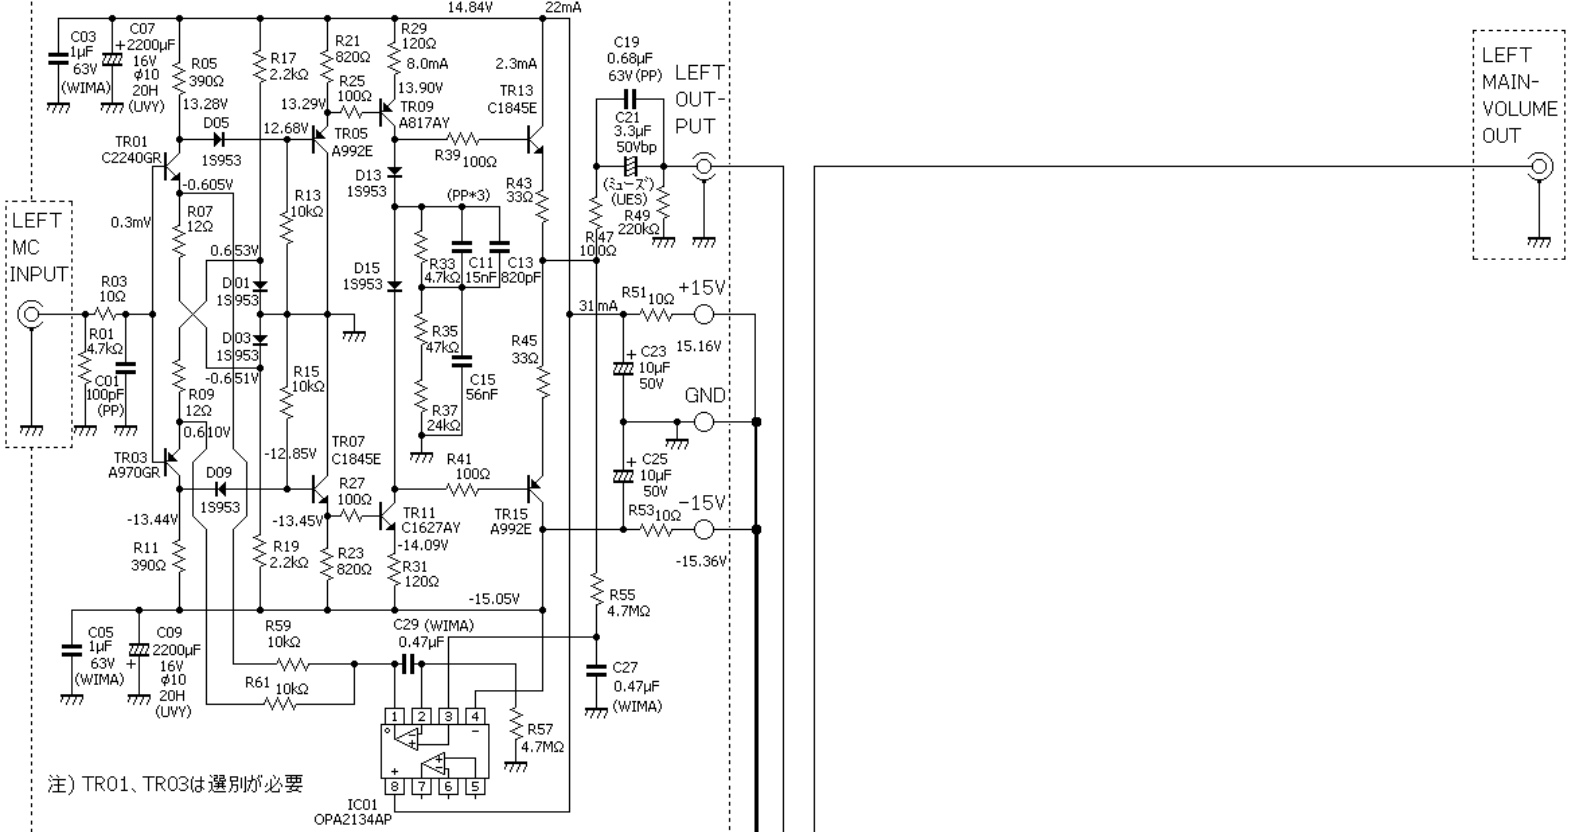 14.84V
22mA
C03
1μF
63V
(WIMA)
C07
2200μF
16V
φ10
20H
(UVY)
R05
390Ω
R17
2.2kΩ
R21
820Ω
R29
120Ω
8.0mA
2.3mA
C19
0.68μF
63V(PP)
LEFT
OUT-
PUT
LEFT
MAIN-
VOLUME
OUT
13.28V
R25
100Ω
13.29V
13.90V
TR09
A817AY
TR13
C1845E
C21
3.3μF
50Vbp
D05
1S953
12.68V
TR05
A992E
TR01
C2240GR
R39
100Ω
-0.605V
D13
1S953
(PP*3)
R43
33Ω
(ミューズ)
(UES)
R49
220kΩ
R13
10kΩ
LEFT
MC
INPUT
0.3mV
R07
12Ω
0.653V
R47
100Ω
R33
4.7kΩ
C11
15nF
C13
820pF
D15
1S953
D01
1S953
R03
10Ω
31mA
R51
10Ω
+15V
15.16V
R01
4.7kΩ
D03
1S953
R35
47kΩ
R45
33Ω
C01
100pF
(PP)
-0.651V
R15
10kΩ
C15
56nF
C23
10μF
50V
+
R09
12Ω
R37
24kΩ
GND
0.610V
TR03
A970GR
D09
1S953
-12.85V
TR07
C1845E
R41
100Ω
C25
10μF
50V
+
R27
100Ω
TR11
C1627AY
TR15
A992E
R53
10Ω
-15V
-15.36V
-13.44V
-13.45V
-14.09V
R11
390Ω
R19
2.2kΩ
R23
820Ω
R31
120Ω
-15.05V
R55
4.7MΩ
C05
1μF
63V
(WIMA)
C09
2200μF
16V
φ10
20H
(UVY)
R59
10kΩ
C29 (WIMA)
0.47μF
R61
10kΩ
C27
0.47μF
(WIMA)
1 2 3 4
R57
4.7MΩ
8 7 6 5
IC01
OPA2134AP
注) TR01、TR03は選別が必要